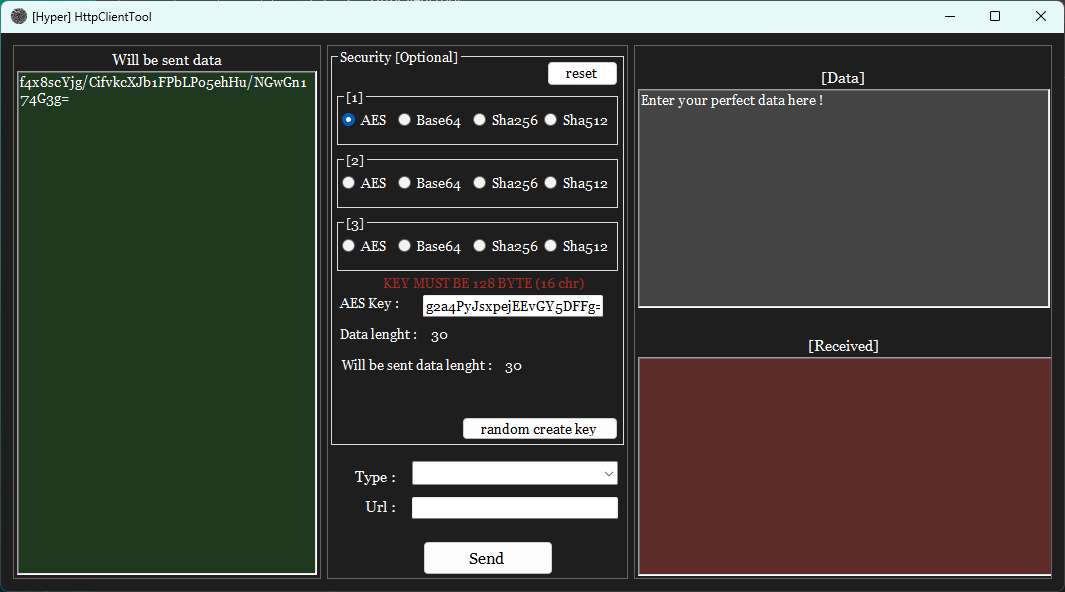 [Hyper] HttpClientTool
Will be sent data
f4x8scYjg/CifvkcXJb1FPbLPo5ehHu/NGwGn1
74G3g=
Security [Optional]
reset
[1]
AES Base64 Sha256 Sha512
[2]
AES Base64 Sha256 Sha512
[3]
AES Base64 Sha256 Sha512
KEY MUST BE 128 BYTE (16 chr)
AES Key : g2a4PyJsxpejEEvGY5DFFg=
Data lenght : 30
Will be sent data lenght : 30
random create key
Type :
Url :
Send
[Data]
Enter your perfect data here !
[Received]